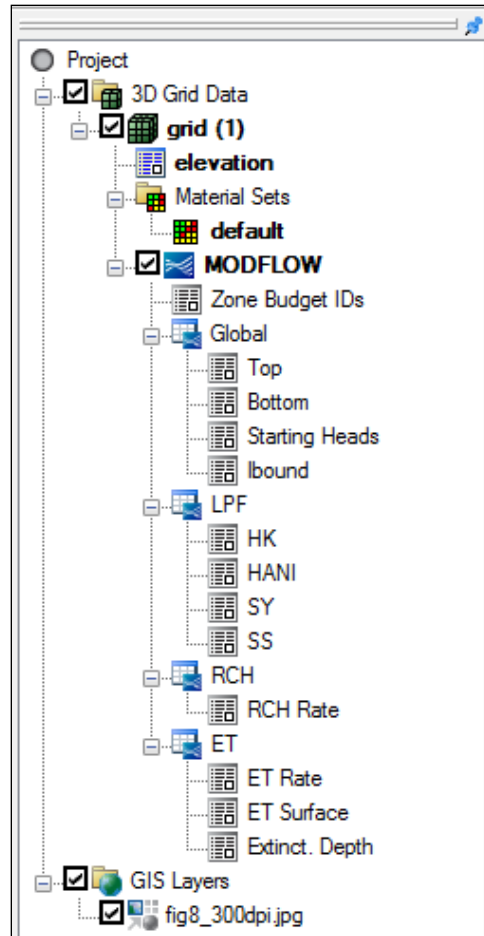 Project
3D Grid Data
grid (1)
elevation
Material Sets
default
MODFLOW
Zone Budget IDs
Global
Top
Bottom
Starting Heads
Ibound
LPF
HK
HANI
SY
SS
RCH
RCH Rate
ET
ET Rate
ET Surface
Extinct. Depth
GIS Layers
fig8_300dpi.jpg